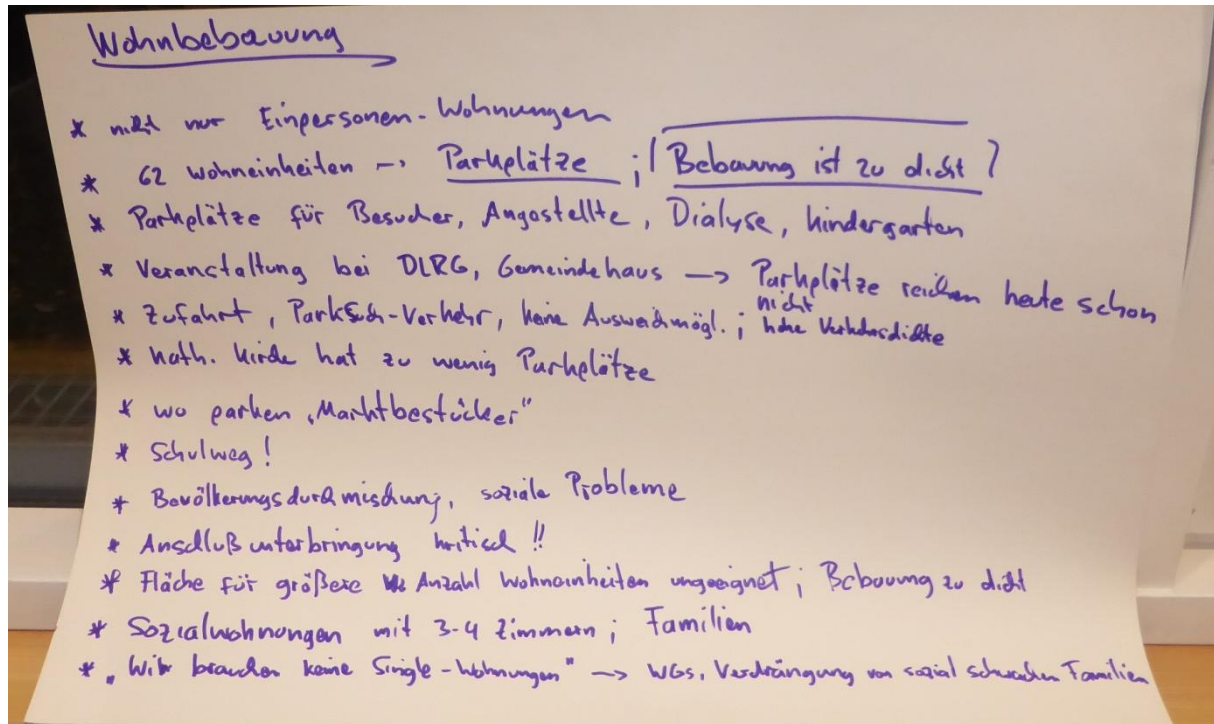 Wohnbebauung
* nicht nur Einpersonen-Wohnungen
* 62 Wohneinheiten → Parkplätze ; Bebauung ist zu dicht
* Parkplätze für Besucher, Angestellte, Dialyse, Kindergarten
* Veranstaltung bei DLRG, Gemeindehaus → Parkplätze reichen heute schon
nicht
* Zufahrt, Parksuch-Verkehr, keine Ausweichmögl. ; hohe Verkehrsdichte
* kath. Kirche hat zu wenig Parkplätze
* wo parken „Marktbestücker"
* Schulweg!
* Bevölkerungsdurchmischung, soziale Probleme
* Anschlußunterbringung kritisch !!
* Fläche für größere Anzahl Wohneinheiten ungeeignet ; Bebauung zu dicht
* Sozialwohnungen mit 3-4 Zimmern ; Familien
* „Wir brauchen keine Single-Wohnungen" → WGs, Verdrängung von sozial schwachen Familien